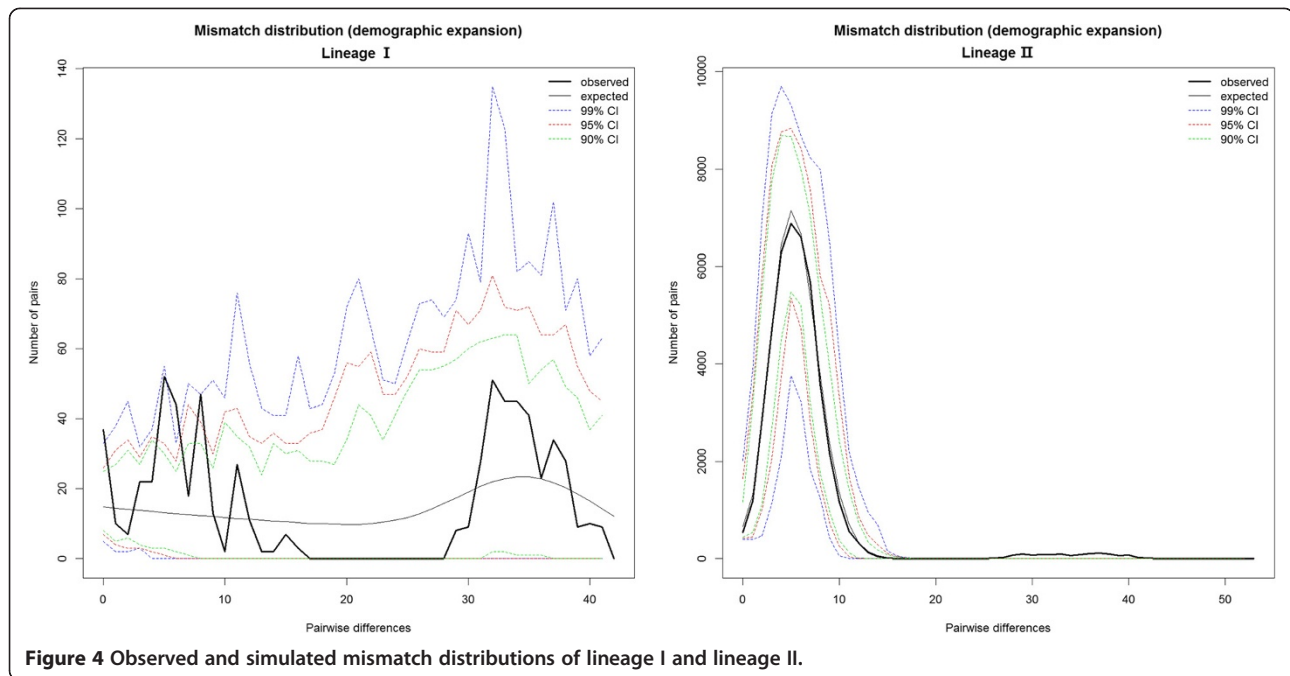 Mismatch distribution (demographic expansion)
Lineage Ⅰ
140
120
100
80
60
40
20
0
Number of pairs
observed
expected
99% CI
95% CI
90% CI
0
10
20
30
40
Pairwise differences
Mismatch distribution (demographic expansion)
Lineage Ⅱ
10000
8000
6000
4000
2000
0
Number of pairs
observed
expected
99% CI
95% CI
90% CI
0
10
20
30
40
50
Pairwise differences
Figure 4 Observed and simulated mismatch distributions of lineage I and lineage II.